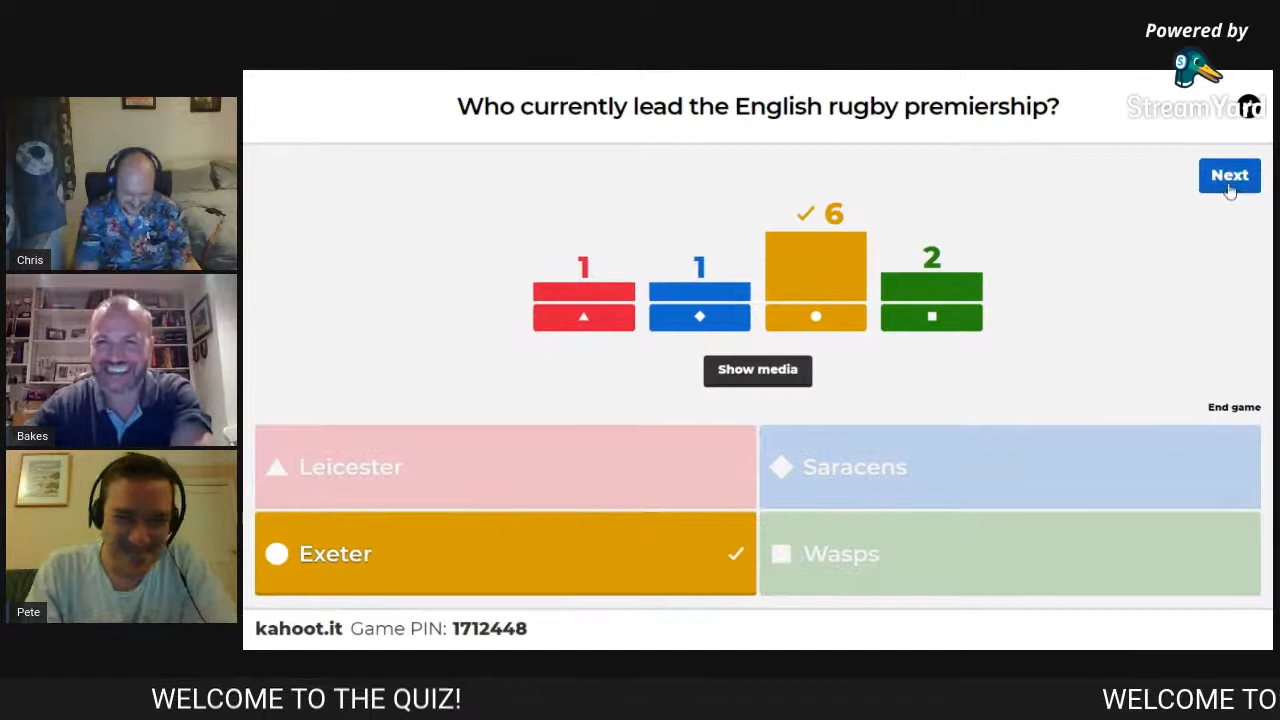 Powered by
StreamYard
Who currently lead the English rugby premiership?
Next
1
1
6
2
Show media
End game
Leicester
Saracens
Exeter
Wasps
kahoot.it Game PIN: 1712448
Chris
Bakes
Pete
WELCOME TO THE QUIZ!
WELCOME TO